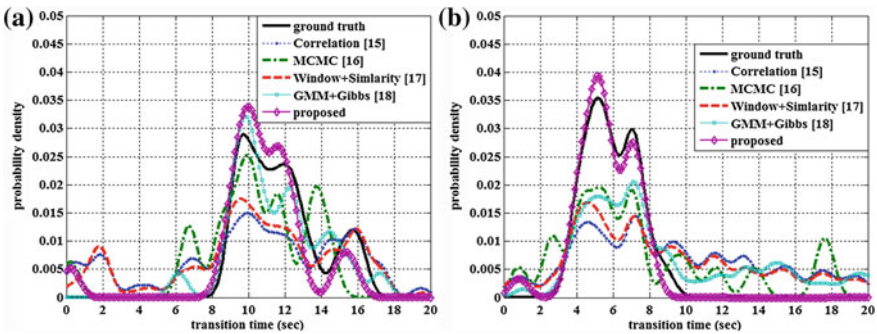 (a)
0.05
0.045
0.04
0.035
0.03
0.025
0.02
0.015
0.01
0.005
0
probability density
0 2 4 6 8 10 12 14 16 18 20
transition time (sec)
ground truth
Correlation [15]
MCMC [16]
Window+Simlarity [17]
GMM+Gibbs [18]
proposed
(b)
0.05
0.045
0.04
0.035
0.03
0.025
0.02
0.015
0.01
0.005
0
probability density
0 2 4 6 8 10 12 14 16 18 20
transition time (sec)
ground truth
Correlation [15]
MCMC [16]
Window+Simlarity [17]
GMM+Gibbs [18]
proposed